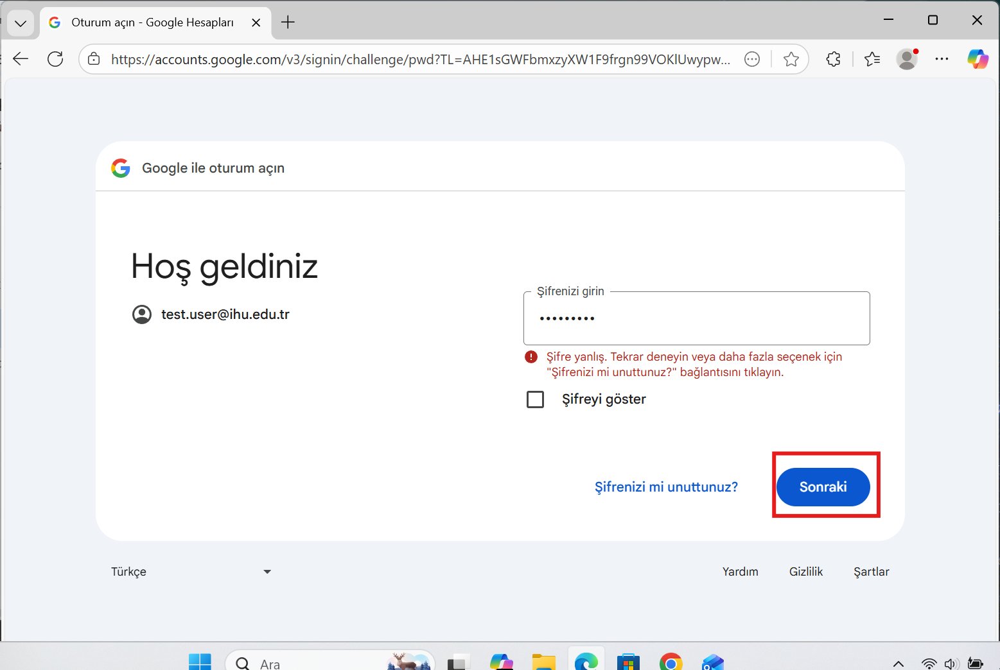 Oturum açın - Google Hesapları
https://accounts.google.com/v3/signin/challenge/pwd?TL=AHE1sGWFbmxzyXW1F9frgn99VOKlUwypw...
Google ile oturum açın
Hoş geldiniz
test.user@ihu.edu.tr
Şifrenizi girin
Şifre yanlış. Tekrar deneyin veya daha fazla seçenek için
"Şifrenizi mi unuttunuz?" bağlantısını tıklayın.
Şifreyi göster
Şifrenizi mi unuttunuz?
Sonraki
Türkçe
Yardım
Gizlilik
Şartlar
Ara